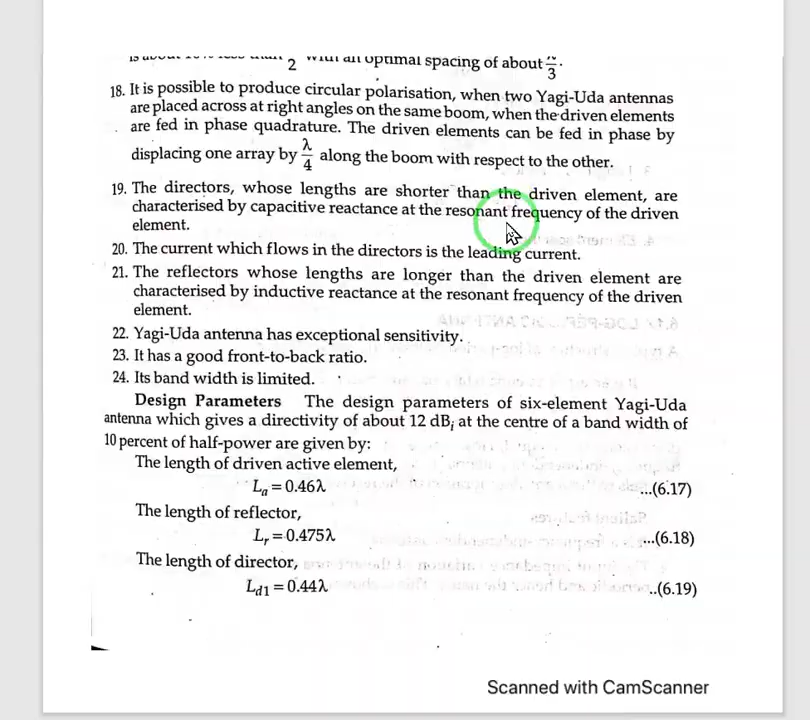 2 with an optimal spacing of about λ/3.
18. It is possible to produce circular polarisation, when two Yagi-Uda antennas
are placed across at right angles on the same boom, when the driven elements
are fed in phase quadrature. The driven elements can be fed in phase by
displacing one array by λ/4 along the boom with respect to the other.
19. The directors, whose lengths are shorter than the driven element, are
characterised by capacitive reactance at the resonant frequency of the driven
element.
20. The current which flows in the directors is the leading current.
21. The reflectors whose lengths are longer than the driven element are
characterised by inductive reactance at the resonant frequency of the driven
element.
22. Yagi-Uda antenna has exceptional sensitivity.
23. It has a good front-to-back ratio.
24. Its band width is limited.
Design Parameters The design parameters of six-element Yagi-Uda
antenna which gives a directivity of about 12 dBi at the centre of a band width of
10 percent of half-power are given by:
The length of driven active element,
La = 0.46λ ...(6.17)
The length of reflector,
Lr = 0.475λ ...(6.18)
The length of director,
Ld1 = 0.44λ ..(6.19)
Scanned with CamScanner